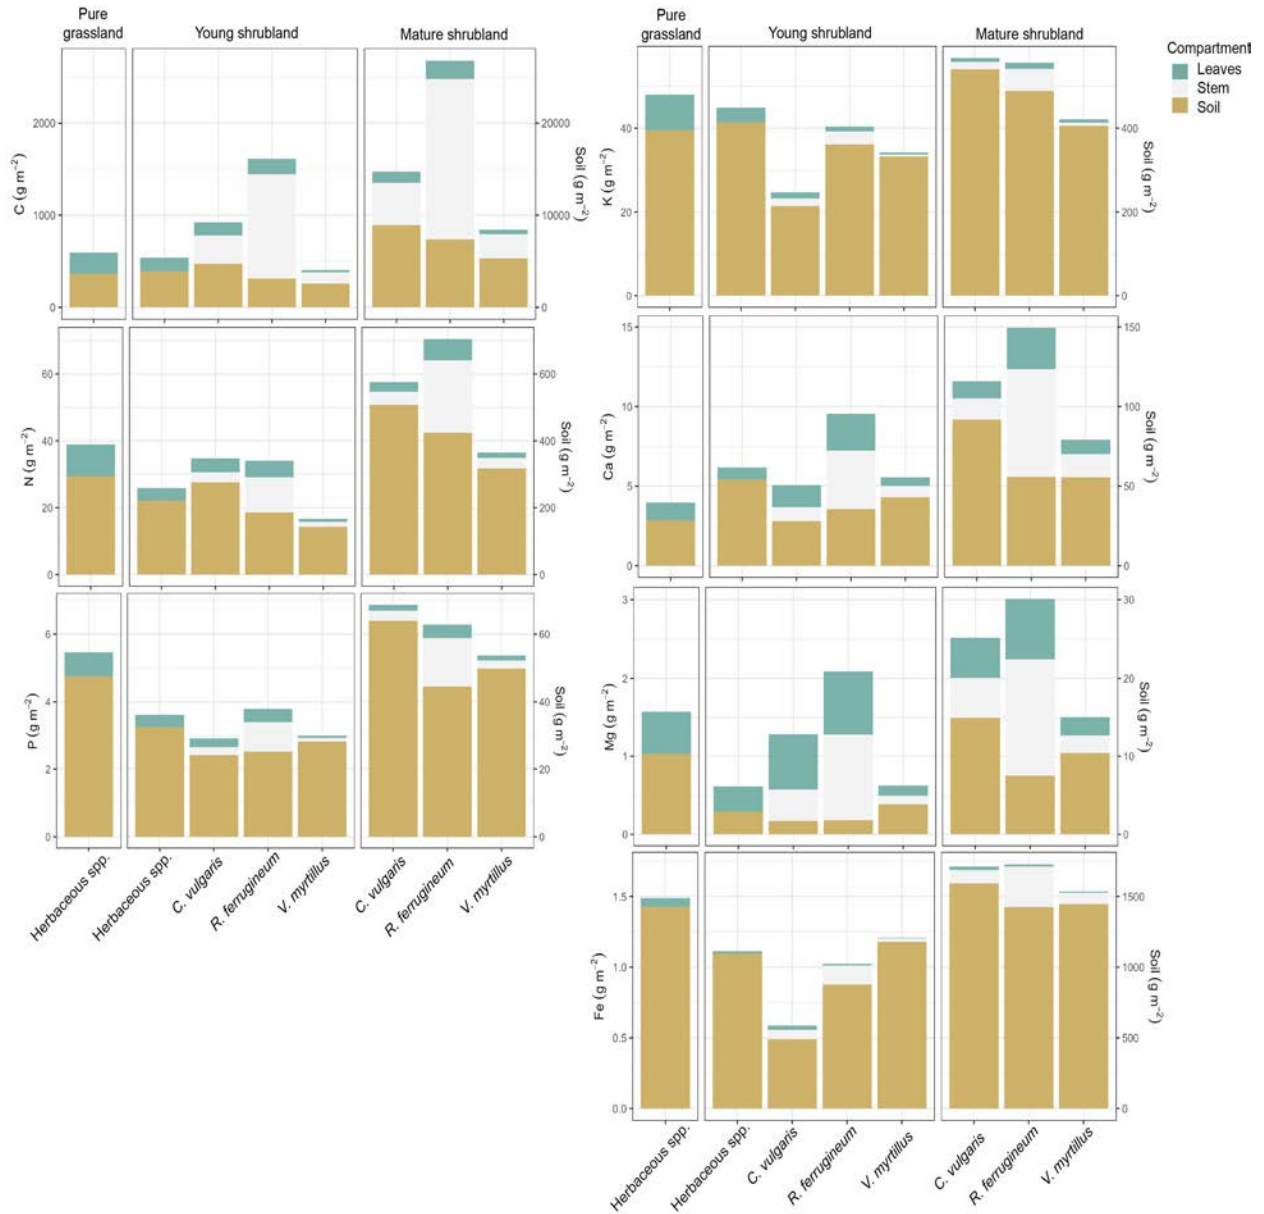 Pure
grassland
Young shrubland
Mature shrubland
C (g m⁻²)
2000
1000
0
20000
10000
0
Soil (g m⁻²)
N (g m⁻²)
60
40
20
0
600
400
200
0
Soil (g m⁻²)
P (g m⁻²)
6
4
2
0
60
40
20
0
Soil (g m⁻²)
Herbaceous spp.
Herbaceous spp.
C. vulgaris
R. ferrugineum
V. myrtillus
C. vulgaris
R. ferrugineum
V. myrtillus
Pure
grassland
Young shrubland
Mature shrubland
K (g m⁻²)
40
20
0
400
200
0
Soil (g m⁻²)
Ca (g m⁻²)
15
10
5
0
150
100
50
0
Soil (g m⁻²)
Mg (g m⁻²)
3
2
1
0
30
20
10
0
Soil (g m⁻²)
Fe (g m⁻²)
1.5
1.0
0.5
0.0
1500
1000
500
0
Soil (g m⁻²)
Herbaceous spp.
Herbaceous spp.
C. vulgaris
R. ferrugineum
V. myrtillus
C. vulgaris
R. ferrugineum
V. myrtillus
Compartment
Leaves
Stem
Soil